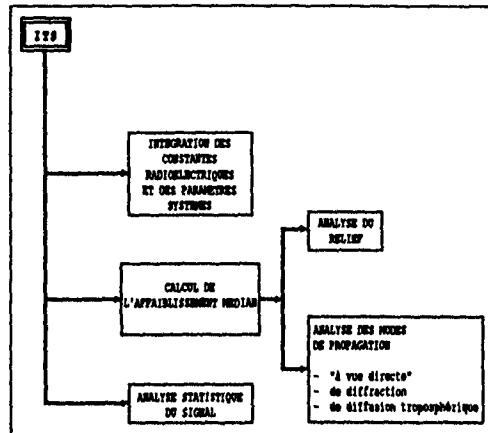 ITS
INTEGRATION DES
CONSTANTES
RADIOELECTRIQUES
ET DES PARAMETRES
SYSTEMES
ANALYSE DU
RELIEF
CALCUL DE
L'AFFAIBLISSEMENT MEDIAN
ANALYSE DES MODES
DE PROPAGATION
- "à vue directe"
- de diffraction
- de diffusion troposphérique
ANALYSE STATISTIQUE
DU SIGNAL